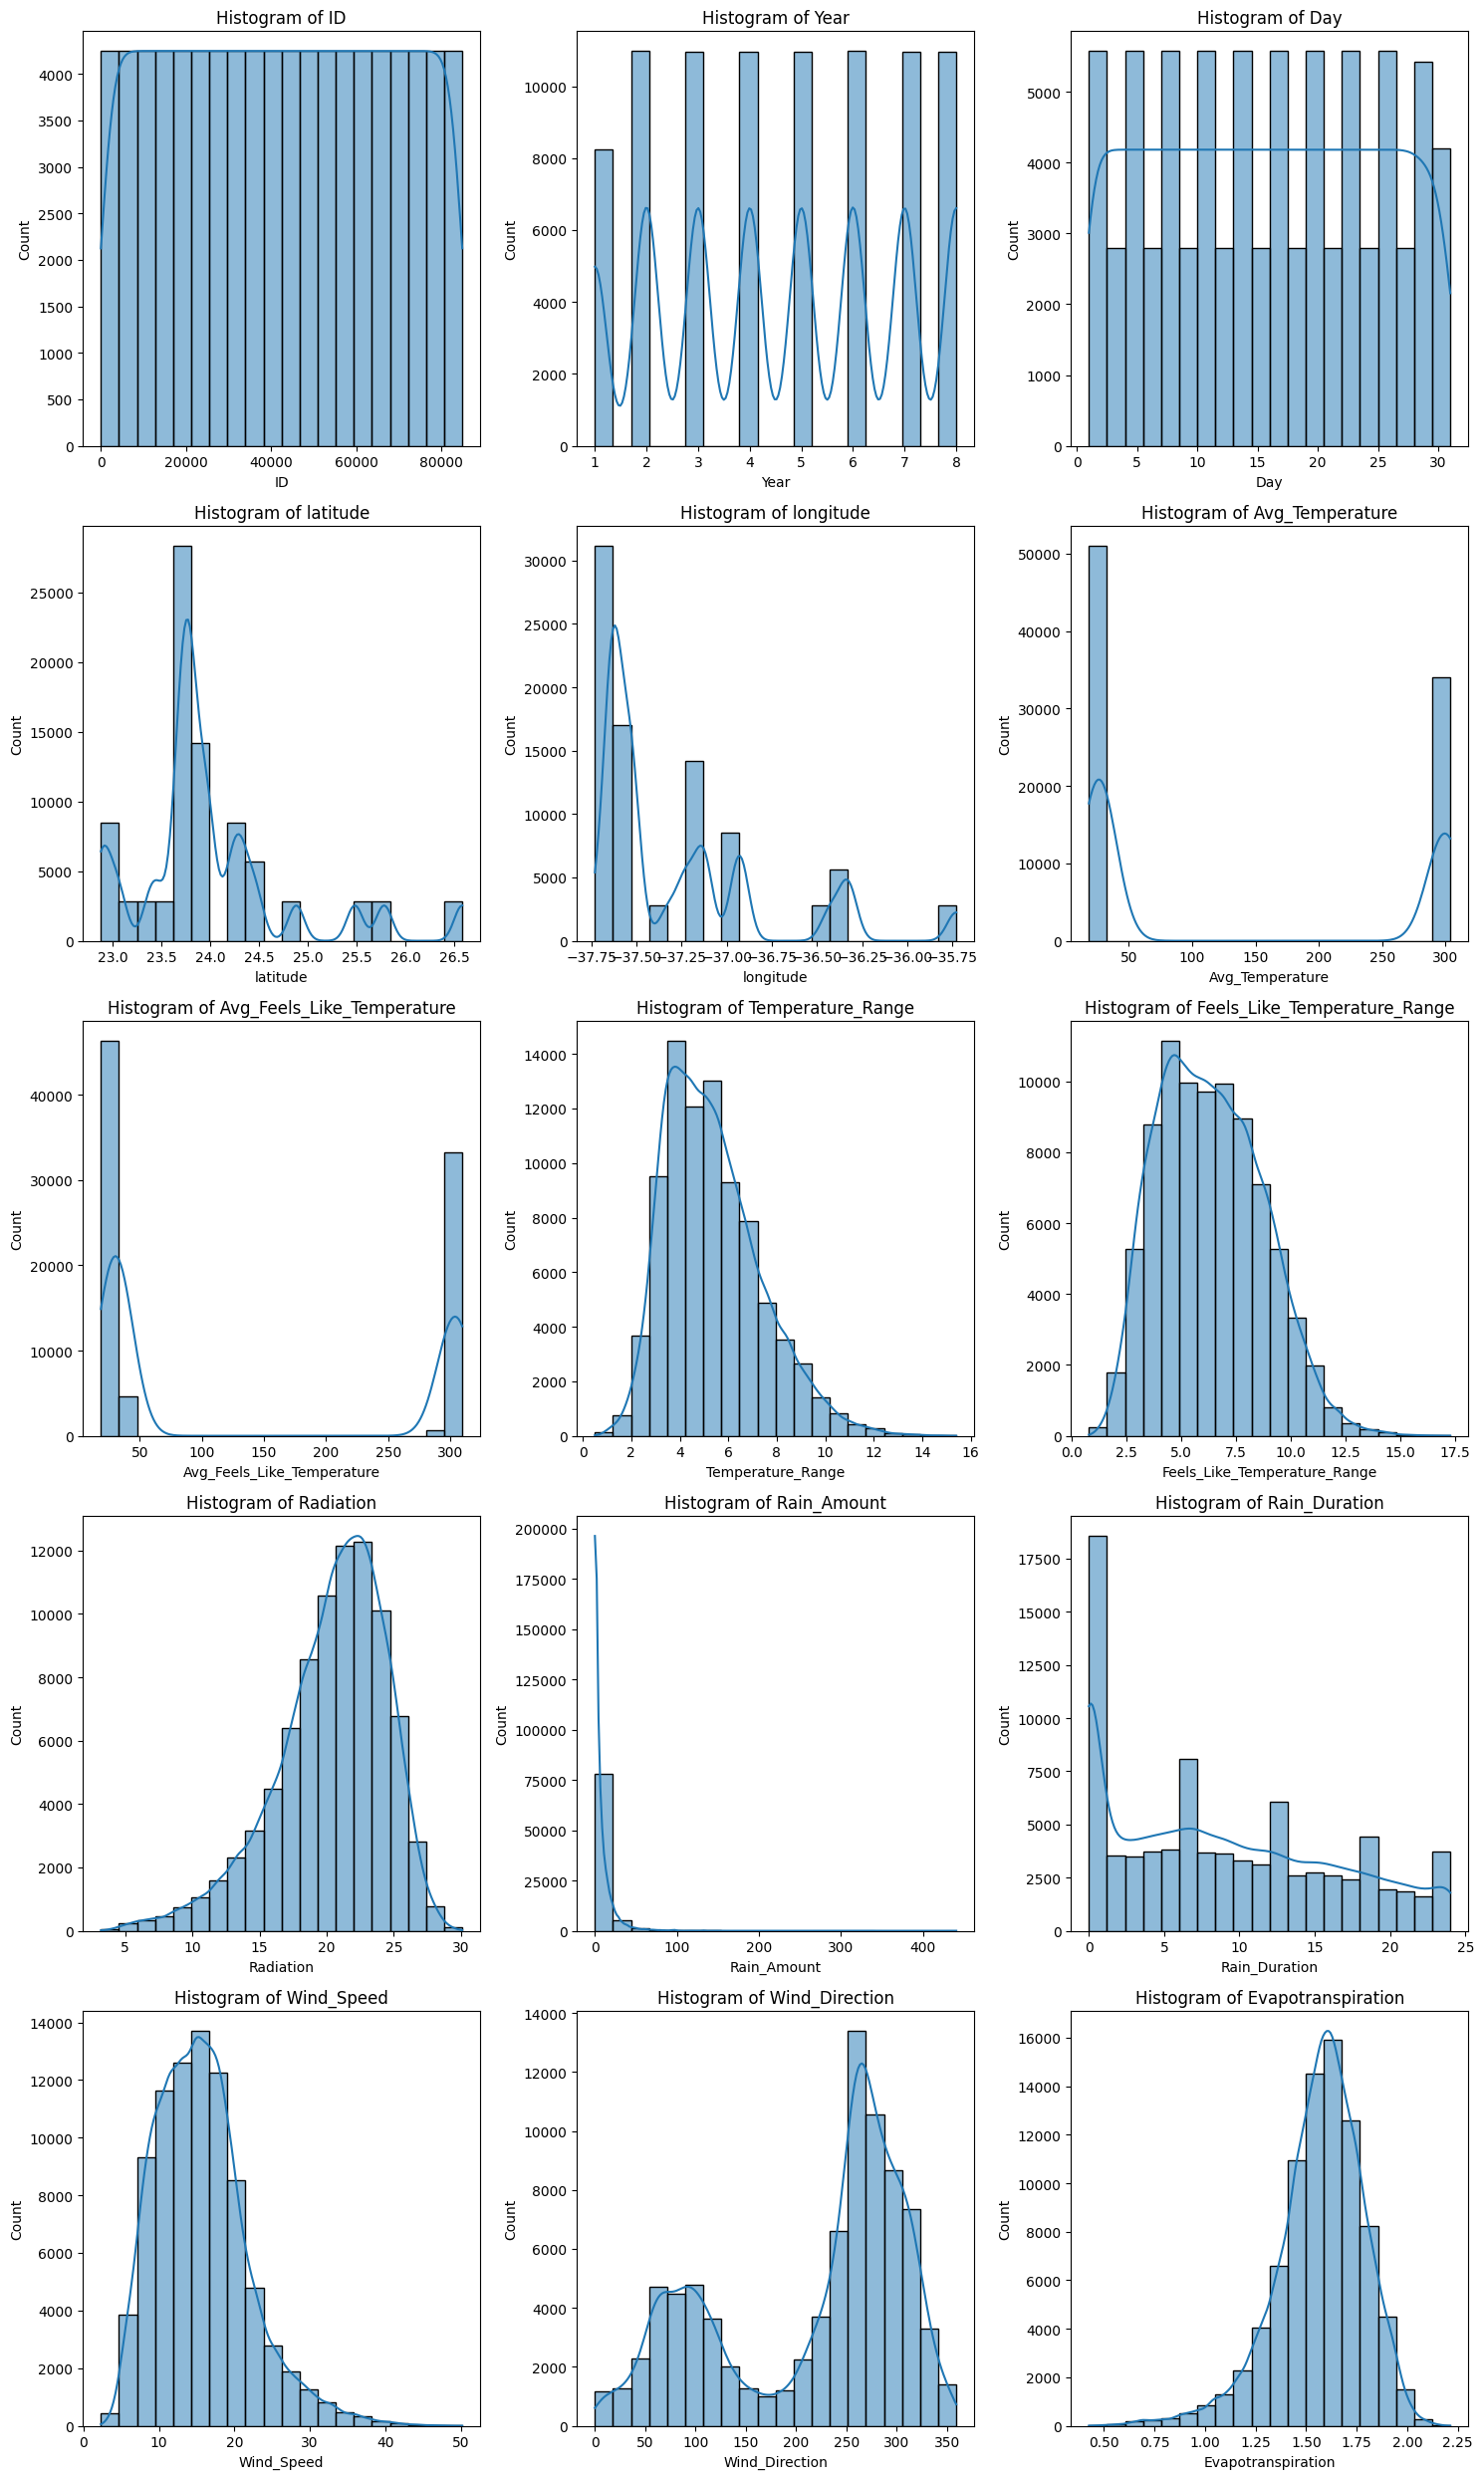 Histogram of ID
Histogram of Year
Histogram of Day
4000
3500
3000
2500
2000
1500
1000
500
0
Count
0 20000 40000 60000 80000
ID
10000
8000
6000
4000
2000
0
Count
1 2 3 4 5 6 7 8
Year
5000
4000
3000
2000
1000
0
Count
0 5 10 15 20 25 30
Day
Histogram of latitude
Histogram of longitude
Histogram of Avg_Temperature
25000
20000
15000
10000
5000
0
Count
23.0 23.5 24.0 24.5 25.0 25.5 26.0 26.5
latitude
30000
25000
20000
15000
10000
5000
0
Count
−37.75 −37.50 −37.25 −37.00 −36.75 −36.50 −36.25 −36.00 −35.75
longitude
50000
40000
30000
20000
10000
0
Count
50 100 150 200 250 300
Avg_Temperature
Histogram of Avg_Feels_Like_Temperature
Histogram of Temperature_Range
Histogram of Feels_Like_Temperature_Range
40000
30000
20000
10000
0
Count
50 100 150 200 250 300
Avg_Feels_Like_Temperature
14000
12000
10000
8000
6000
4000
2000
0
Count
0 2 4 6 8 10 12 14 16
Temperature_Range
10000
8000
6000
4000
2000
0
Count
0.0 2.5 5.0 7.5 10.0 12.5 15.0 17.5
Feels_Like_Temperature_Range
Histogram of Radiation
Histogram of Rain_Amount
Histogram of Rain_Duration
12000
10000
8000
6000
4000
2000
0
Count
5 10 15 20 25 30
Radiation
200000
175000
150000
125000
100000
75000
50000
25000
0
Count
0 100 200 300 400
Rain_Amount
17500
15000
12500
10000
7500
5000
2500
0
Count
0 5 10 15 20 25
Rain_Duration
Histogram of Wind_Speed
Histogram of Wind_Direction
Histogram of Evapotranspiration
14000
12000
10000
8000
6000
4000
2000
0
Count
0 10 20 30 40 50
Wind_Speed
14000
12000
10000
8000
6000
4000
2000
0
Count
0 50 100 150 200 250 300 350
Wind_Direction
16000
14000
12000
10000
8000
6000
4000
2000
0
Count
0.50 0.75 1.00 1.25 1.50 1.75 2.00 2.25
Evapotranspiration